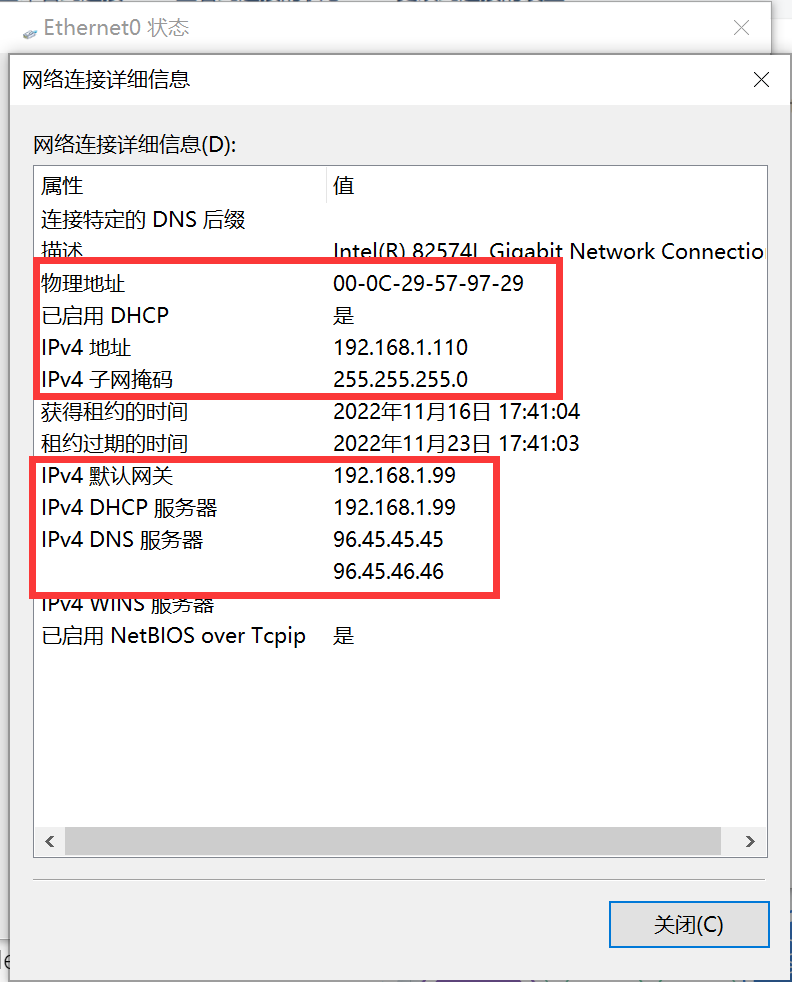 Ethernet0 状态
网络连接详细信息
网络连接详细信息(D):
属性 值
连接特定的 DNS 后缀
描述 Intel(R) 82574L Gigabit Network Connectio
物理地址 00-0C-29-57-97-29
已启用 DHCP 是
IPv4 地址 192.168.1.110
IPv4 子网掩码 255.255.255.0
获得租约的时间 2022年11月16日 17:41:04
租约过期的时间 2022年11月23日 17:41:03
IPv4 默认网关 192.168.1.99
IPv4 DHCP 服务器 192.168.1.99
IPv4 DNS 服务器 96.45.45.45
96.45.46.46
IPv4 WINS 服务器
已启用 NetBIOS over Tcpip 是
关闭(C)